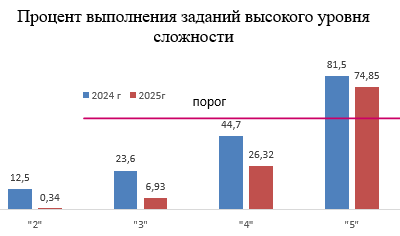 Процент выполнения заданий высокого уровня
сложности
81,5
74,85
2024 г 2025г
порог
44,7
26,32
23,6
12,5
6,93
0,34
"2" "3" "4" "5"